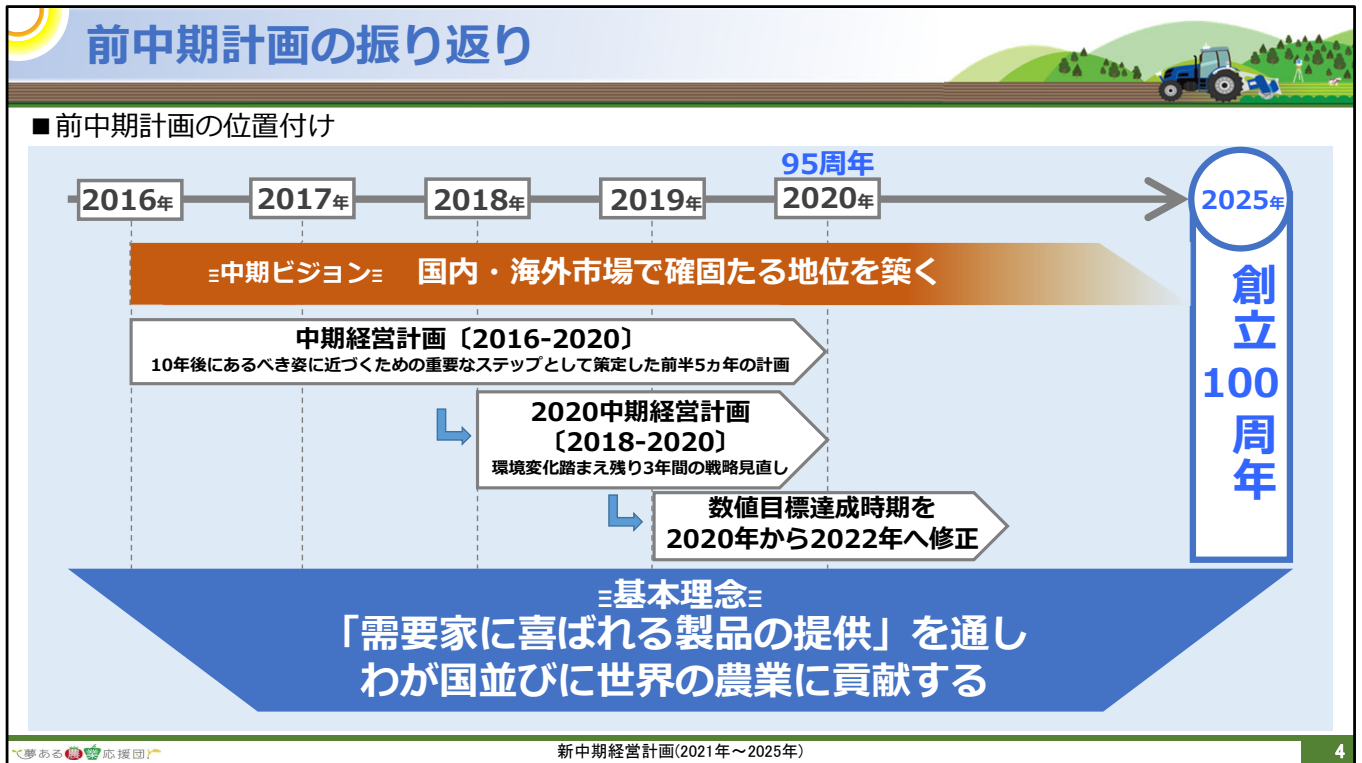 前中期計画の振り返り
■前中期計画の位置付け
95周年
2016年
2017年
2018年
2019年
2020年
2025年
≡中期ビジョン≡ 国内・海外市場で確固たる地位を築く
中期経営計画〔2016-2020〕
10年後にあるべき姿に近づくための重要なステップとして策定した前半5ヵ年の計画
2020中期経営計画
〔2018-2020〕
環境変化踏まえ残り3年間の戦略見直し
数値目標達成時期を
2020年から2022年へ修正
創立100周年
≡基本理念≡
「需要家に喜ばれる製品の提供」を通し
わが国並びに世界の農業に貢献する
夢ある農業応援団!
新中期経営計画(2021年～2025年)
4